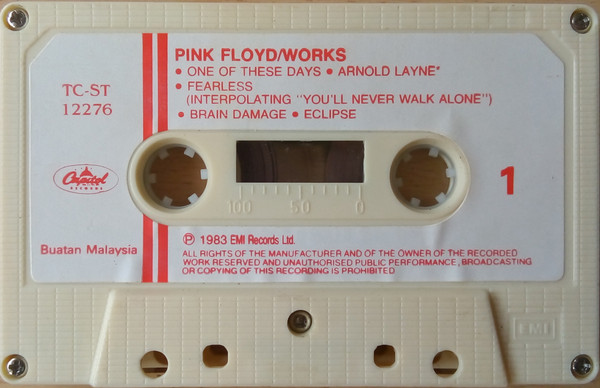 PINK FLOYD/WORKS
• ONE OF THESE DAYS • ARNOLD LAYNE*
• FEARLESS
(INTERPOLATING "YOU'LL NEVER WALK ALONE")
• BRAIN DAMAGE • ECLIPSE
TC-ST
12276
Capitol
1
100 50 0
Buatan Malaysia
℗ 1983 EMI Records Ltd.
ALL RIGHTS OF THE MANUFACTURER AND OF THE OWNER OF THE RECORDED
WORK RESERVED AND UNAUTHORISED PUBLIC PERFORMANCE, BROADCASTING
OR COPYING OF THIS RECORDING IS PROHIBITED
EMI